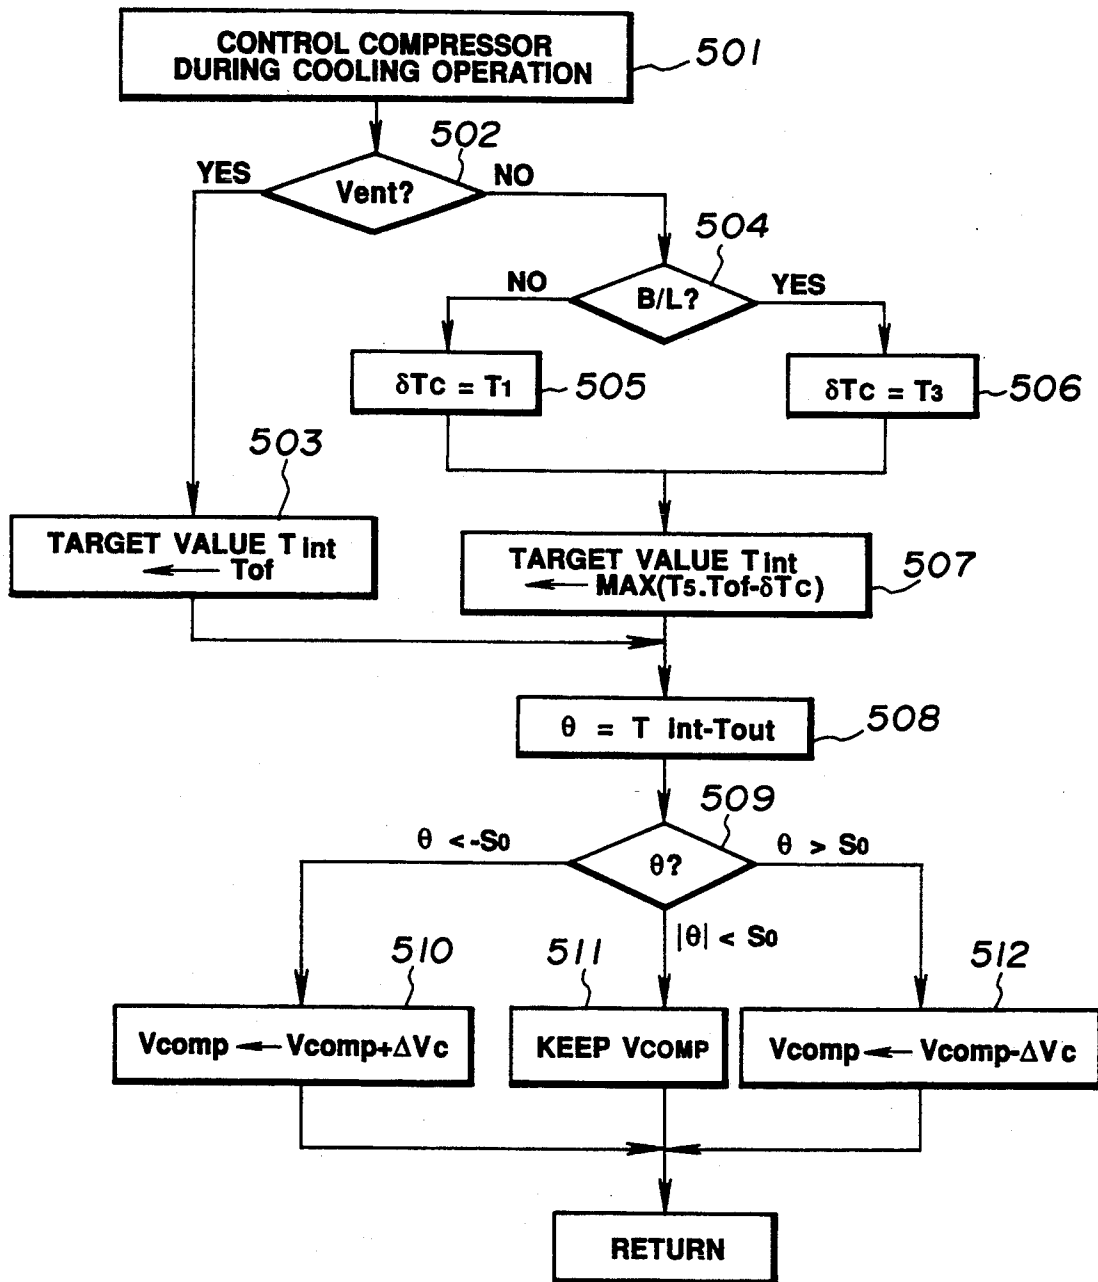 CONTROL COMPRESSOR
DURING COOLING OPERATION
501
502
YES
Vent?
NO
504
NO
B/L?
YES
δTc = T1
505
δTc = T3
506
503
TARGET VALUE Tint
← Tof
TARGET VALUE Tint
← MAX(T5.Tof-δTc)
507
θ = T int-Tout
508
509
θ < -S0
θ?
θ > S0
|θ| < S0
510
511
512
Vcomp ← Vcomp+ΔVc
KEEP VCOMP
Vcomp ← Vcomp-ΔVc
RETURN